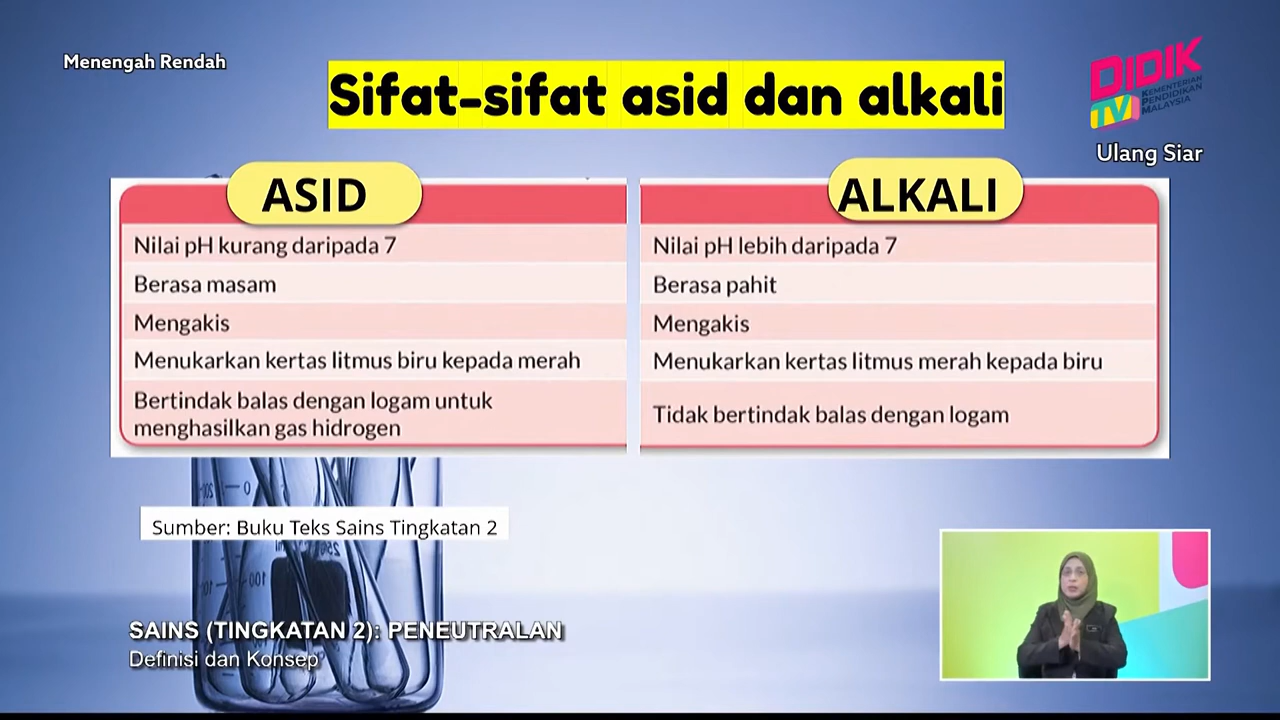 Menengah Rendah
Sifat-sifat asid dan alkali
DIDIK
TV
KEMENTERIAN
PENDIDIKAN
MALAYSIA
Ulang Siar
ASID
Nilai pH kurang daripada 7
Berasa masam
Mengakis
Menukarkan kertas litmus biru kepada merah
Bertindak balas dengan logam untuk
menghasilkan gas hidrogen
ALKALI
Nilai pH lebih daripada 7
Berasa pahit
Mengakis
Menukarkan kertas litmus merah kepada biru
Tidak bertindak balas dengan logam
Sumber: Buku Teks Sains Tingkatan 2
SAINS (TINGKATAN 2): PENEUTRALAN
Definisi dan Konsep